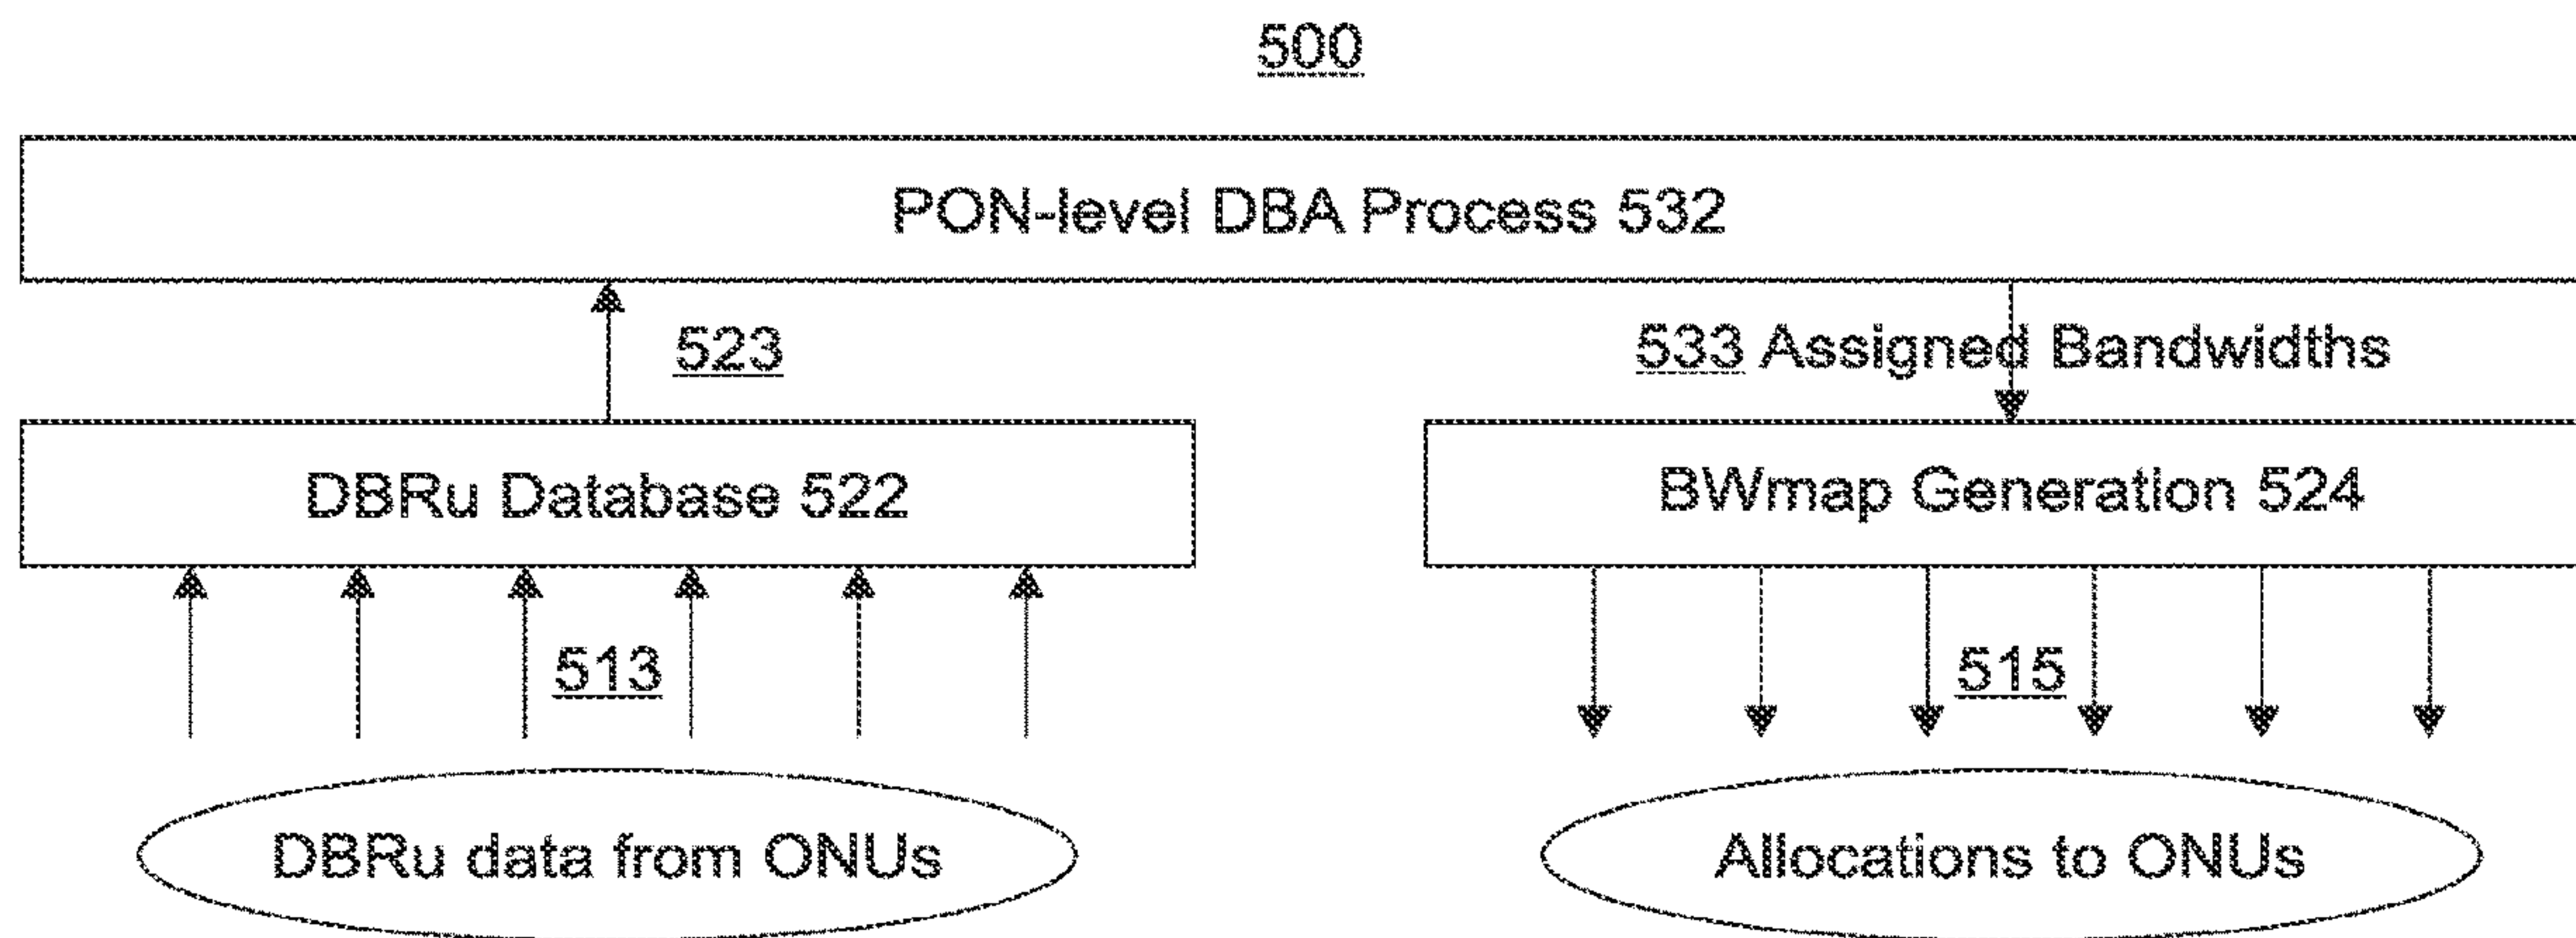 500
PON-level DBA Process 532
523
533 Assigned Bandwidths
DBRu Database 522
BWmap Generation 524
513
515
DBRu data from ONUs
Allocations to ONUs